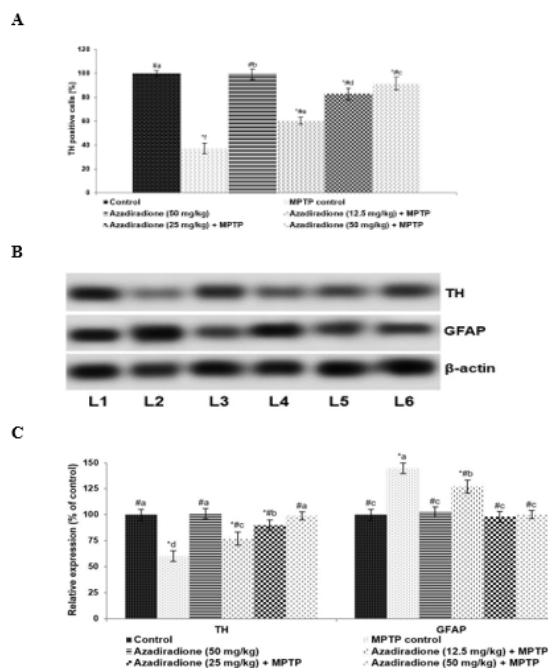 A
120
100
80
60
40
20
0
TH positive cells (%)
#a
*f
#b
*#e
*#d
*#c
Control
MPTP control
Azadiradione (50 mg/kg)
Azadiradione (12.5 mg/kg) + MPTP
Azadiradione (25 mg/kg) + MPTP
Azadiradione (50 mg/kg) + MPTP
B
TH
GFAP
β-actin
L1 L2 L3 L4 L5 L6
C
150
125
100
75
50
25
0
Relative expression (% of control)
#a
*d
#a
*#c
*#b
#a
#c
*a
#c
*#b
#c
#c
TH
GFAP
Control
MPTP control
Azadiradione (50 mg/kg)
Azadiradione (12.5 mg/kg) + MPTP
Azadiradione (25 mg/kg) + MPTP
Azadiradione (50 mg/kg) + MPTP